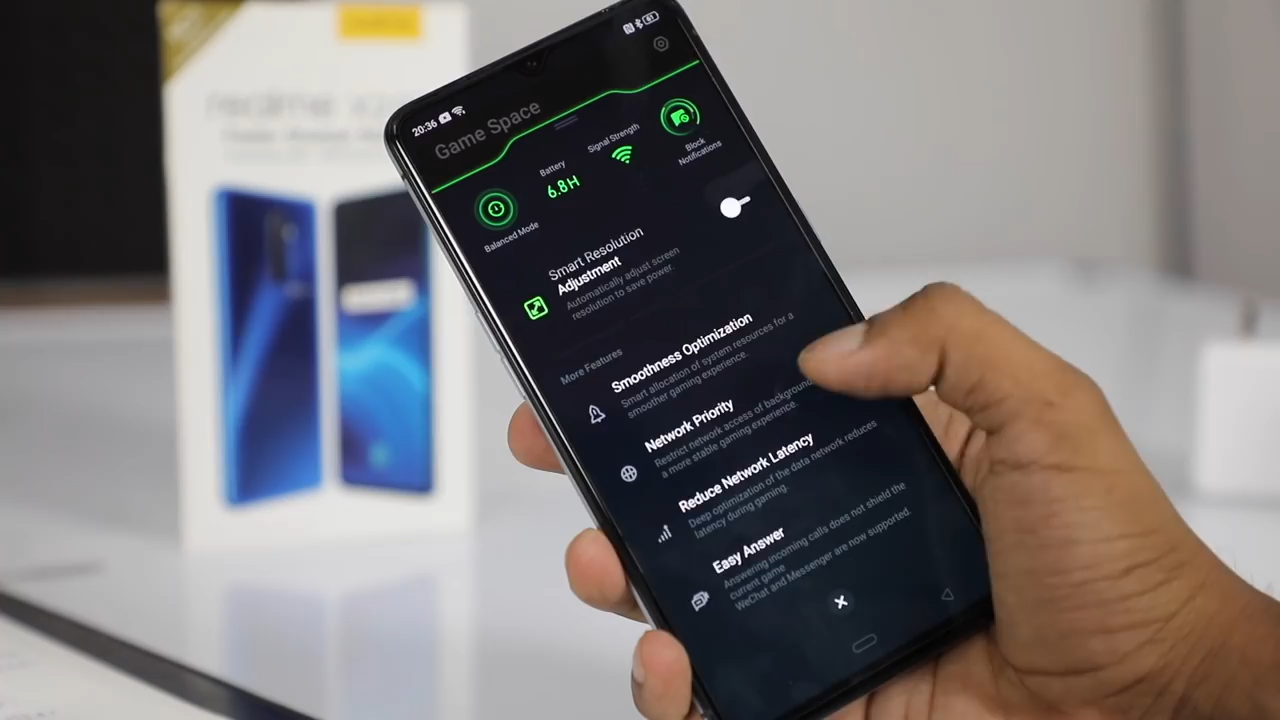 realme
20:36
61
Game Space
Battery
6.8H
Signal Strength
Block
Notifications
Balanced Mode
Smart Resolution
Adjustment
Automatically adjust screen
resolution to save power.
More Features
Smoothness Optimization
Smart allocation of system resources for a
smoother gaming experience.
Network Priority
Restrict network access of background
a more stable gaming experience.
Reduce Network Latency
Deep optimization of the data network reduces
latency during gaming.
Easy Answer
Answering incoming calls does not shield the
current game
WeChat and Messenger are now supported.